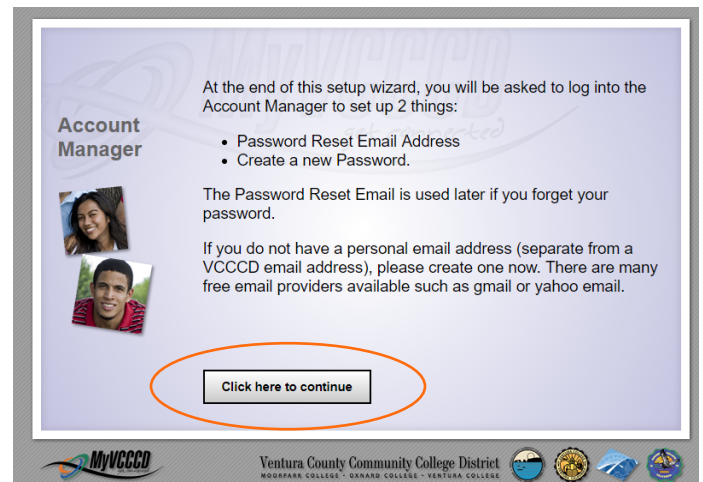 MyVCCCD
get connected
At the end of this setup wizard, you will be asked to log into the
Account Manager to set up 2 things:
Account
Manager
• Password Reset Email Address
• Create a new Password.
The Password Reset Email is used later if you forget your
password.
If you do not have a personal email address (separate from a
VCCCD email address), please create one now. There are many
free email providers available such as gmail or yahoo email.
Click here to continue
MyVCCCD
Ventura County Community College District
MOORPARK COLLEGE • OXNARD COLLEGE • VENTURA COLLEGE